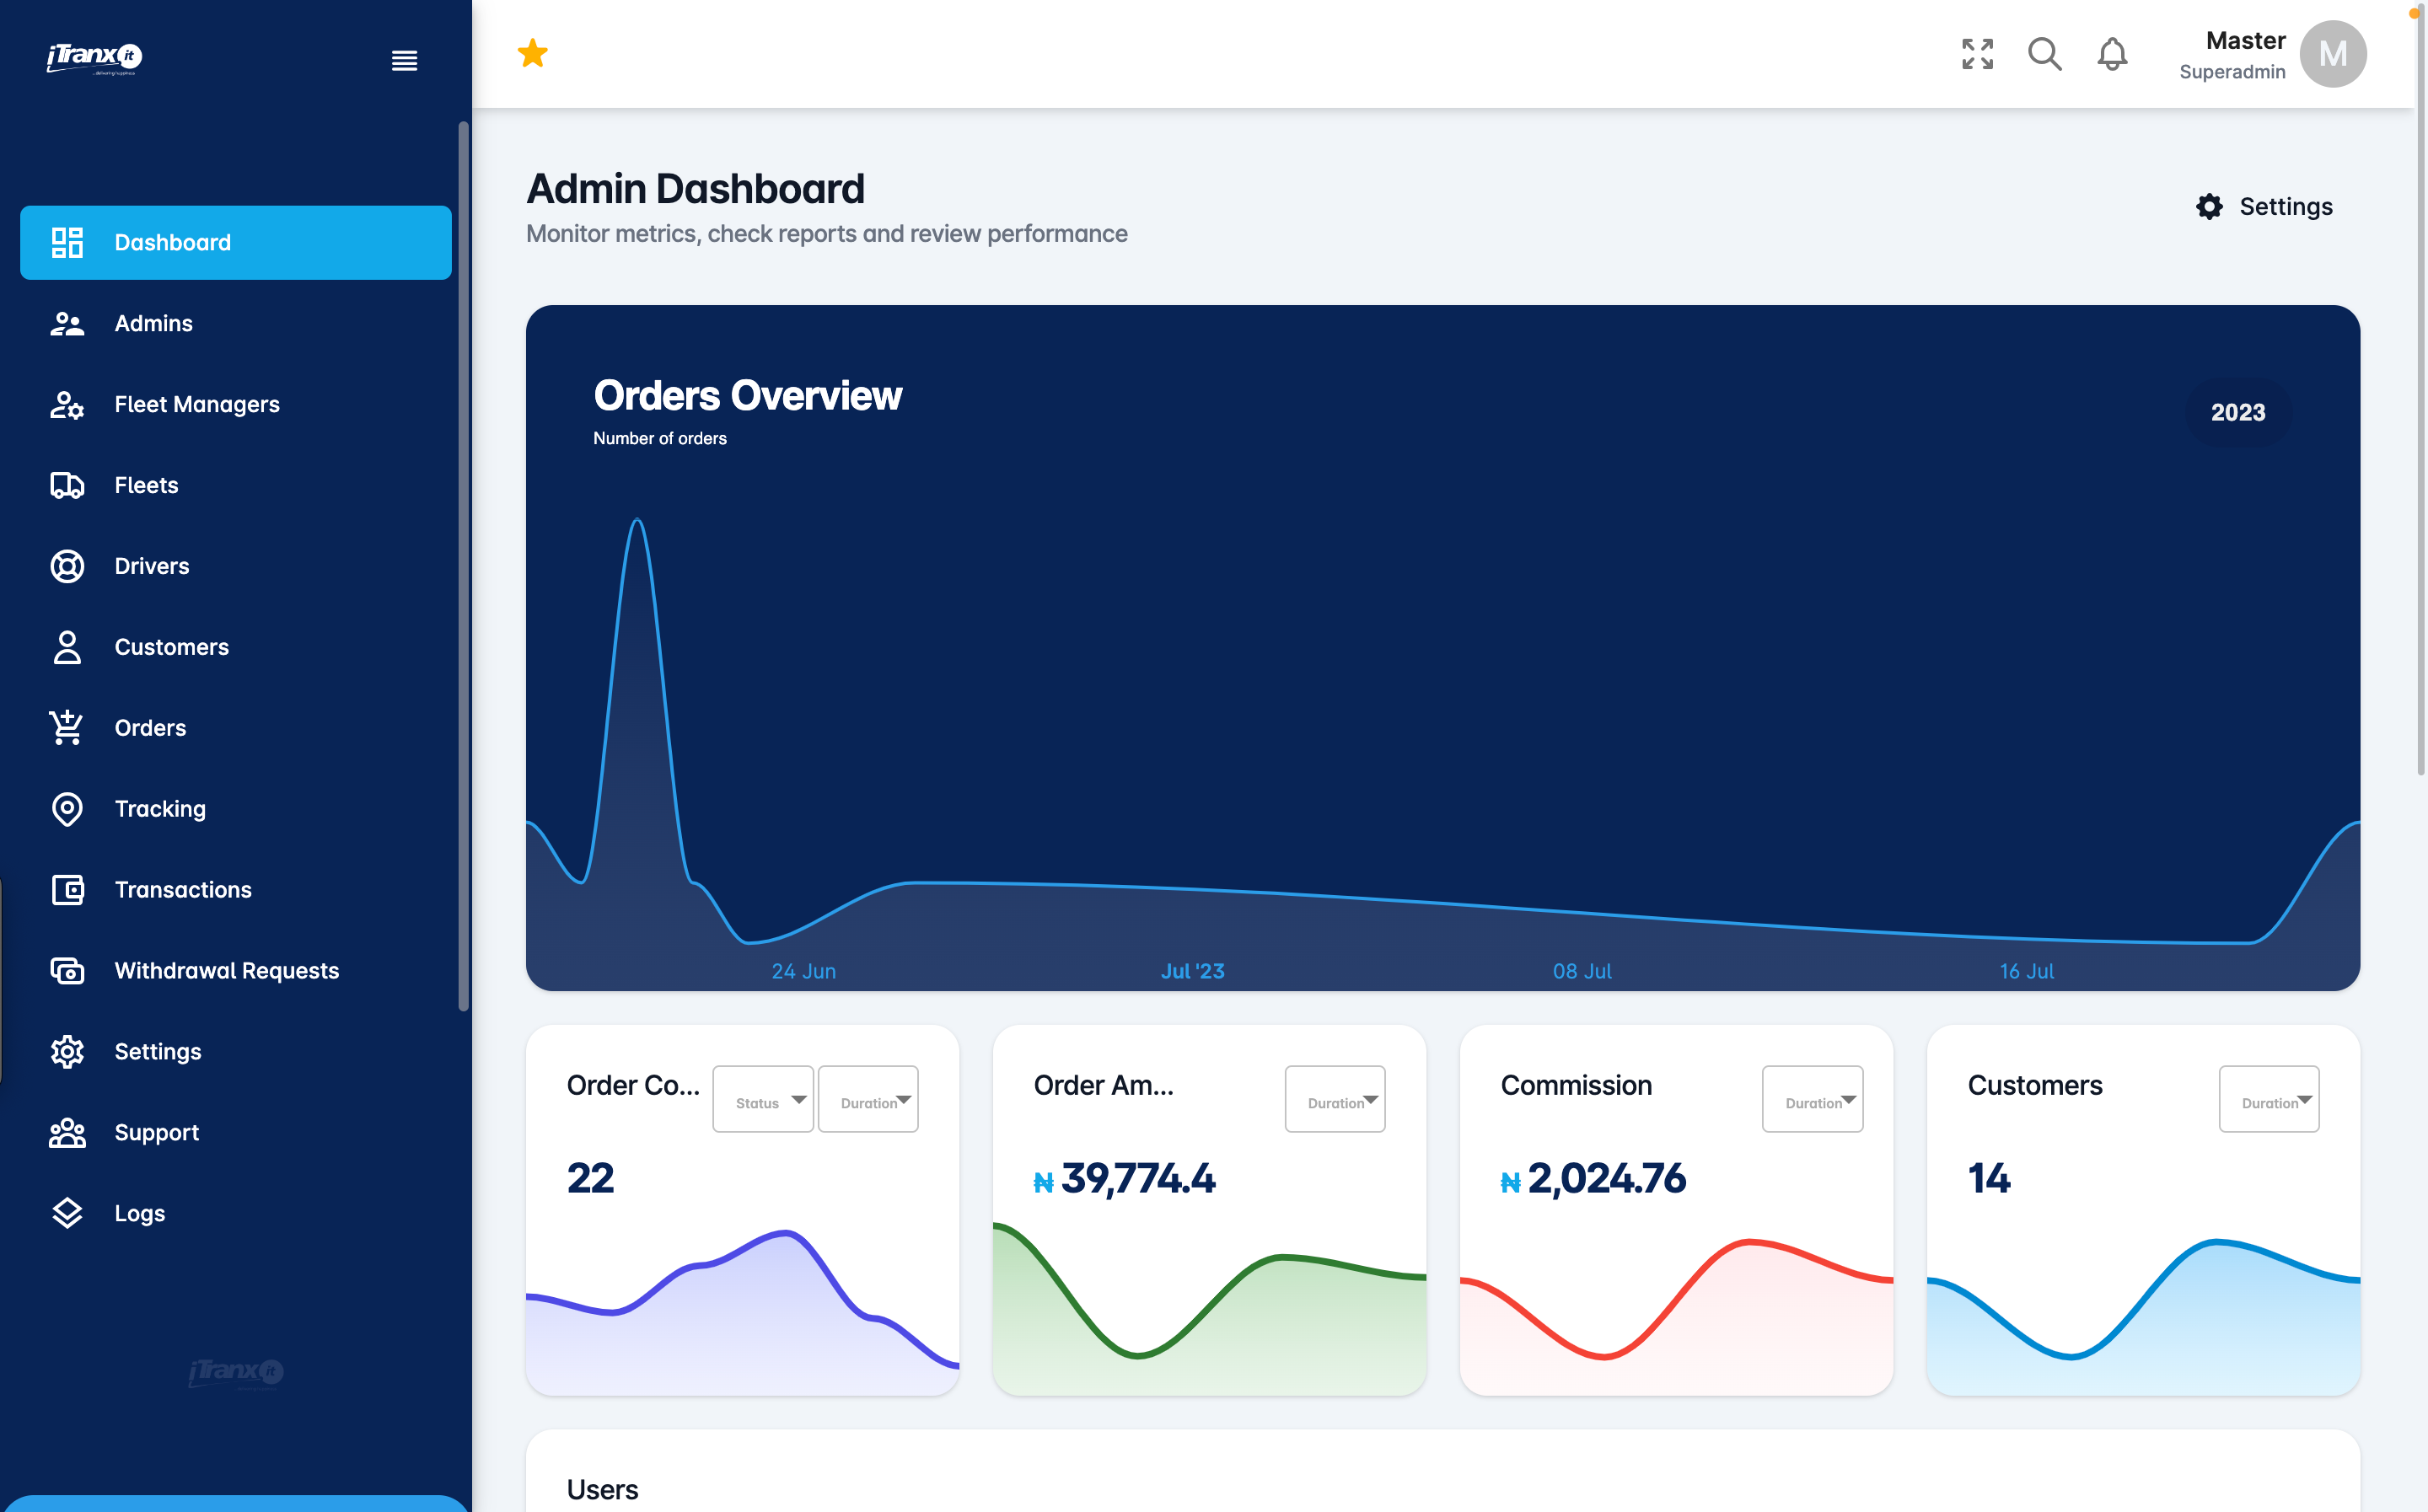 iTranxit
Master
Superadmin
M
Dashboard
Admins
Fleet Managers
Fleets
Drivers
Customers
Orders
Tracking
Transactions
Withdrawal Requests
Settings
Support
Logs
iTranxit
Admin Dashboard
Monitor metrics, check reports and review performance
Settings
Orders Overview
Number of orders
2023
24 Jun
Jul '23
08 Jul
16 Jul
Order Co...
Status
Duration
22
Order Am...
Duration
₦ 39,774.4
Commission
Duration
₦ 2,024.76
Customers
Duration
14
Users